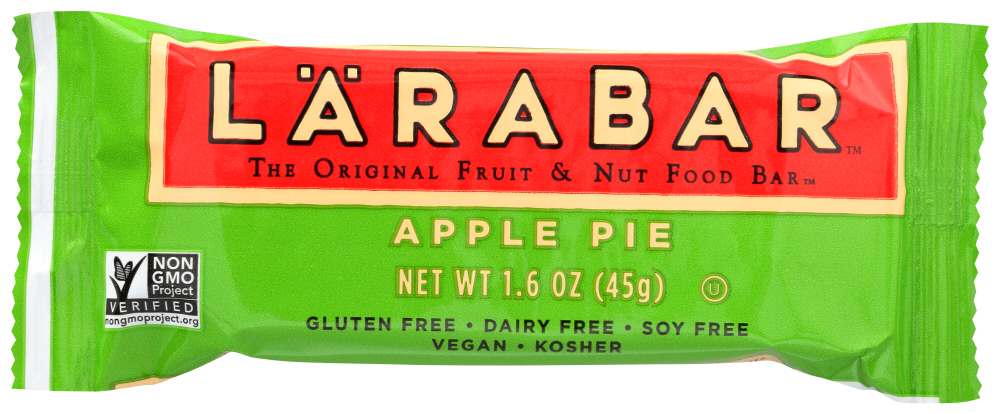 LÄRABAR™
The Original Fruit & Nut Food Bar™
APPLE PIE
NET WT 1.6 OZ (45g) U
NON
GMO
Project
VERIFIED
nongmoproject.org
GLUTEN FREE • DAIRY FREE • SOY FREE
VEGAN • KOSHER